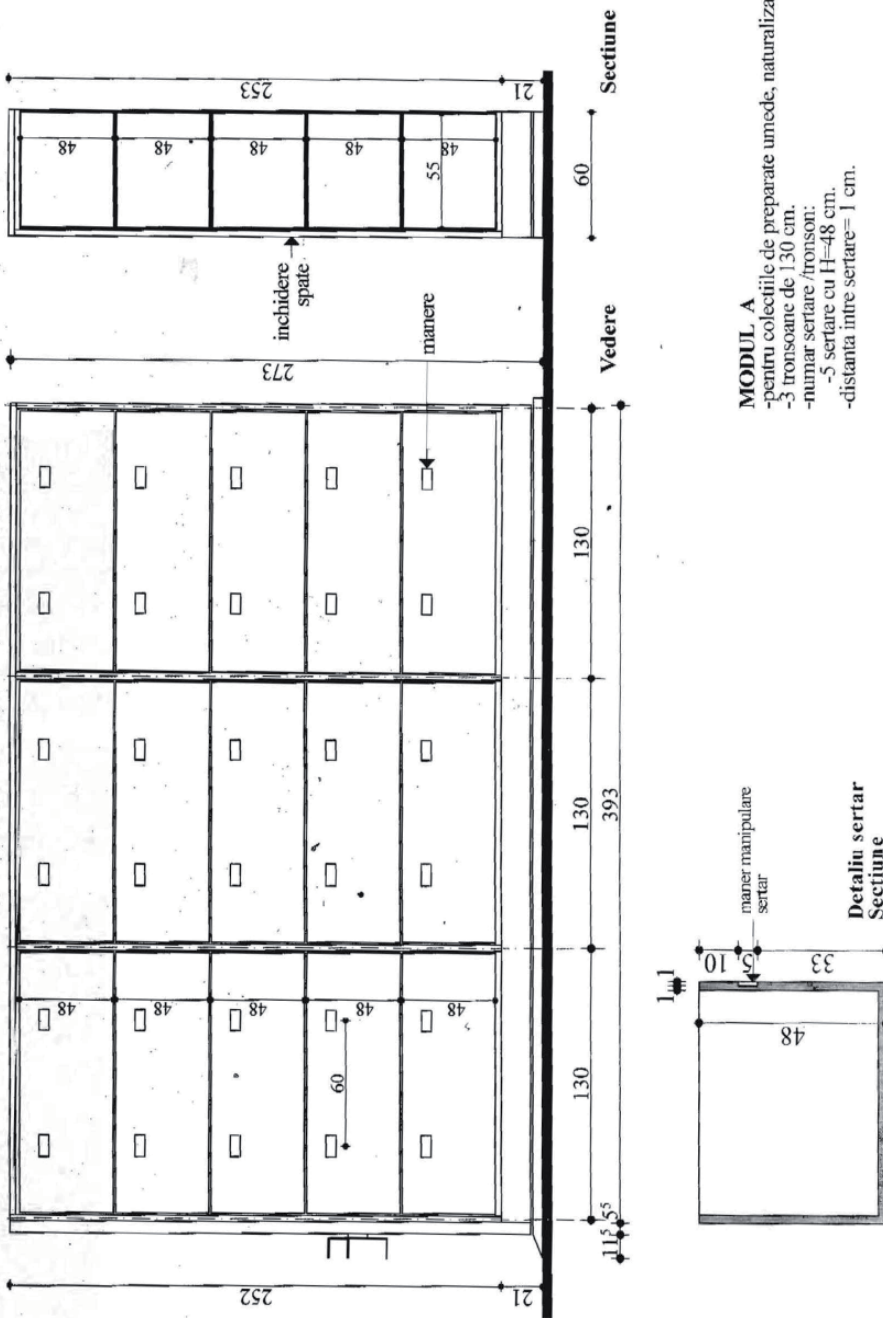 253
21
48
48
48
48
48
55
60
Sectiune
inchidere
spate
273
manere
Vedere
130
130
130
393
48
48
48
48
48
60
252
21
11⁵
5⁵
MODUL A
-pentru colectiile de preparate umede, naturaliza
-3 tronsoane de 130 cm.
-numar sertare /tronson:
-5 sertare cu H=48 cm.
-distanta intre sertare= 1 cm.
1 1
10
5
33
48
maner manipulare
sertar
Detaliu sertar
Sectiune